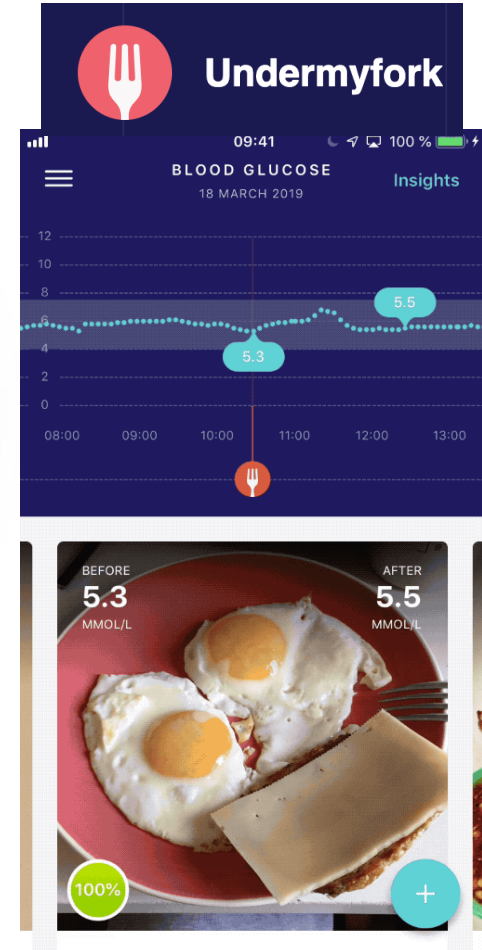 Undermyfork
09:41 100 %
BLOOD GLUCOSE
18 MARCH 2019
Insights
12
10
8
6
4
2
0
5.5
5.3
08:00 09:00 10:00 11:00 12:00 13:00
BEFORE
5.3
MMOL/L
AFTER
5.5
MMOL/L
100%
+